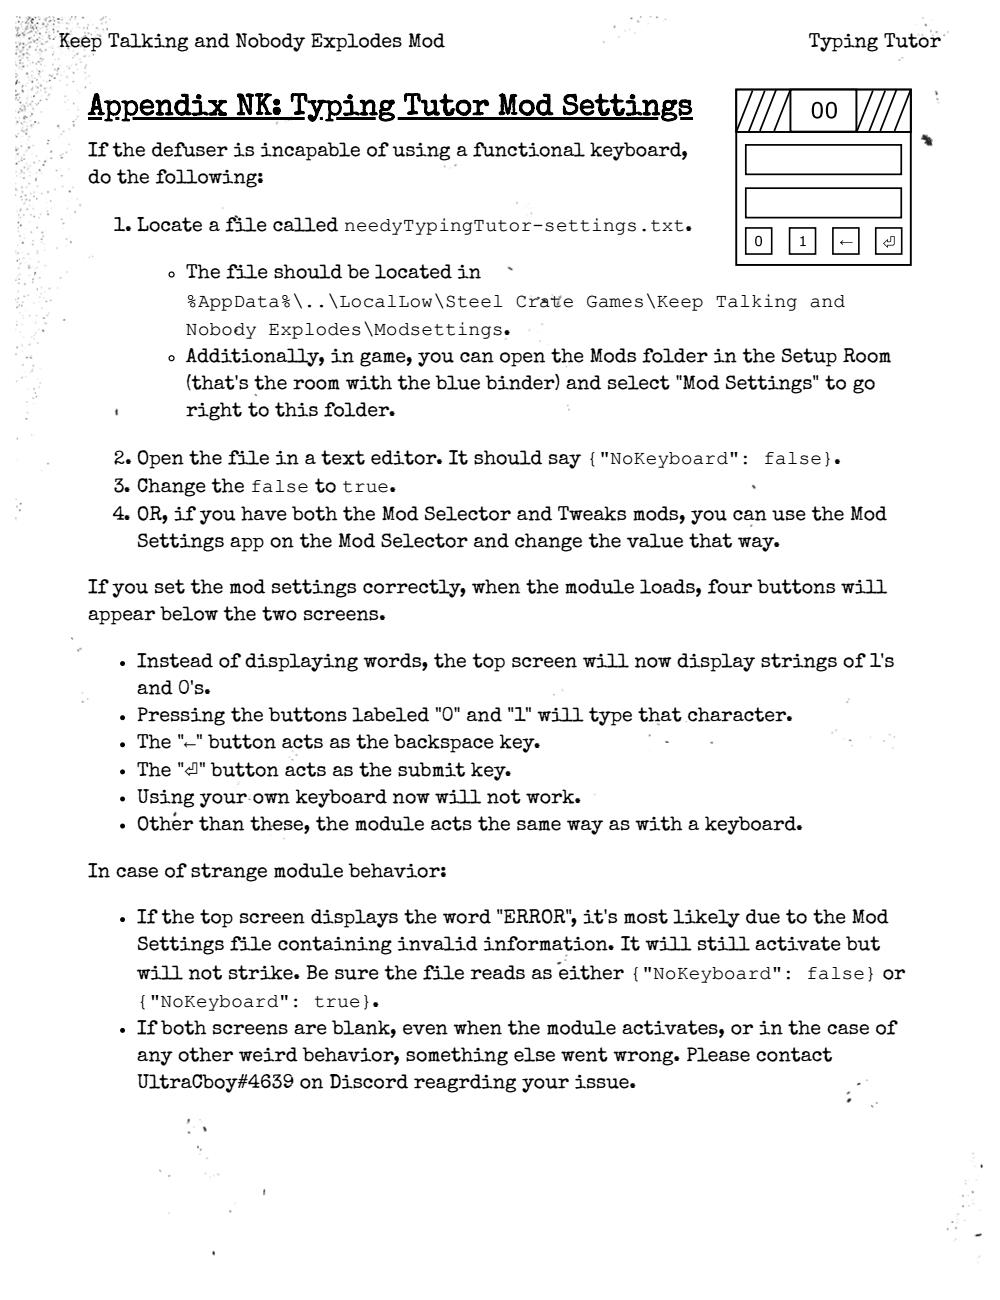 Keep Talking and Nobody Explodes Mod
Typing Tutor
Appendix NK: Typing Tutor Mod Settings
00
If the defuser is incapable of using a functional keyboard,
do the following:
0 1 ← ⏎
1. Locate a file called needyTypingTutor-settings.txt.
The file should be located in
%AppData%\..\LocalLow\Steel Crate Games\Keep Talking and
Nobody Explodes\Modsettings.
Additionally, in game, you can open the Mods folder in the Setup Room
(that's the room with the blue binder) and select "Mod Settings" to go
right to this folder.
2. Open the file in a text editor. It should say {"NoKeyboard": false}.
3. Change the false to true.
4. OR, if you have both the Mod Selector and Tweaks mods, you can use the Mod
Settings app on the Mod Selector and change the value that way.
If you set the mod settings correctly, when the module loads, four buttons will
appear below the two screens.
Instead of displaying words, the top screen will now display strings of 1's
and 0's.
Pressing the buttons labeled "0" and "1" will type that character.
The "←" button acts as the backspace key.
The "⏎" button acts as the submit key.
Using your own keyboard now will not work.
Other than these, the module acts the same way as with a keyboard.
In case of strange module behavior:
If the top screen displays the word "ERROR", it's most likely due to the Mod
Settings file containing invalid information. It will still activate but
will not strike. Be sure the file reads as either {"NoKeyboard": false} or
{"NoKeyboard": true}.
If both screens are blank, even when the module activates, or in the case of
any other weird behavior, something else went wrong. Please contact
UltraCboy#4639 on Discord reagrding your issue.